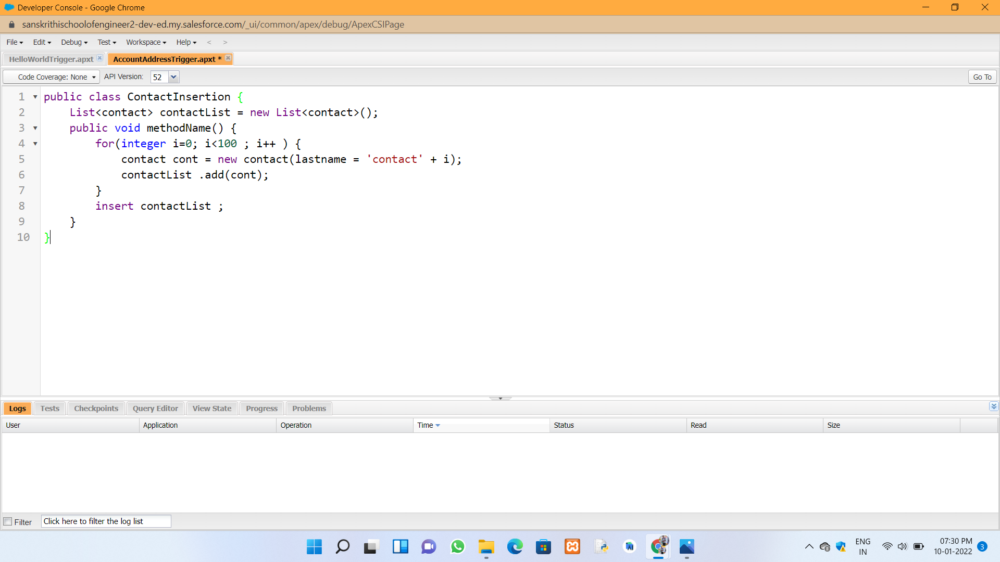 Developer Console - Google Chrome
sanskrithischoolofengineer2-dev-ed.my.salesforce.com/_ui/common/apex/debug/ApexCSIPage
File Edit Debug Test Workspace Help < >
HelloWorldTrigger.apxt AccountAddressTrigger.apxt *
Code Coverage: None API Version: 52 Go To
1 public class ContactInsertion {
2 List<contact> contactList = new List<contact>();
3 public void methodName() {
4 for(integer i=0; i<100 ; i++ ) {
5 contact cont = new contact(lastname = 'contact' + i);
6 contactList .add(cont);
7 }
8 insert contactList ;
9 }
10 }
Logs Tests Checkpoints Query Editor View State Progress Problems
User Application Operation Time Status Read Size
Filter Click here to filter the log list
ENG
IN
07:30 PM
10-01-2022
3